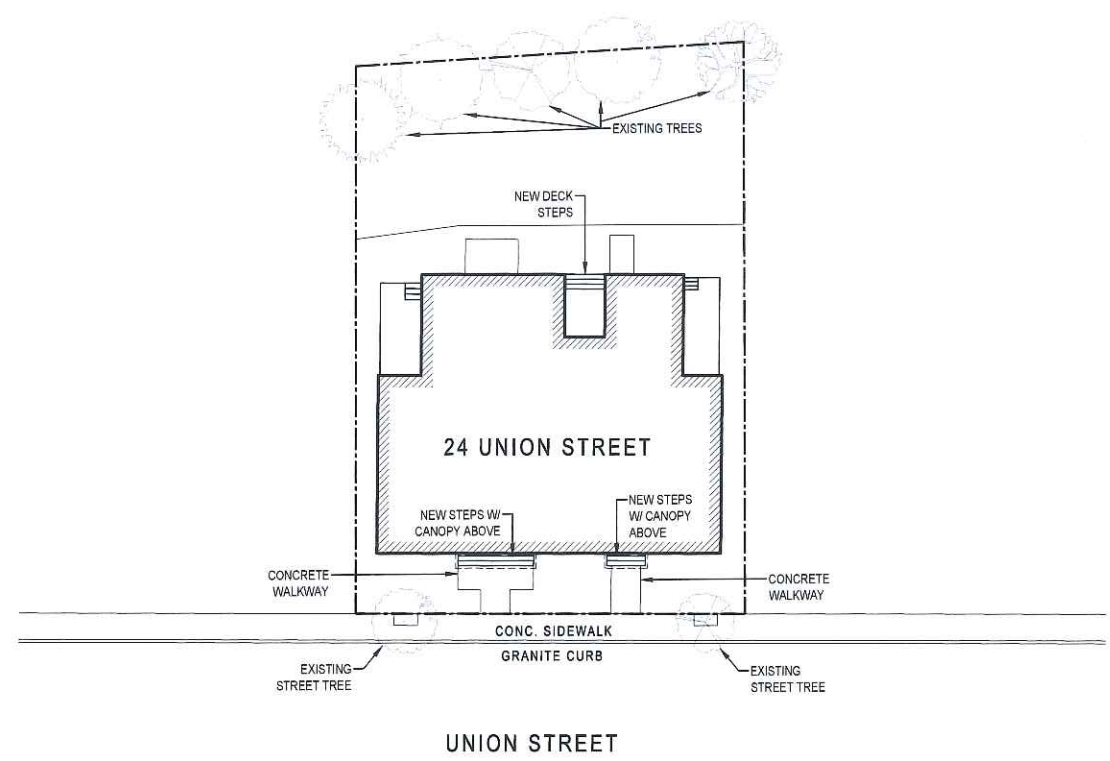 EXISTING TREES
NEW DECK
STEPS
24 UNION STREET
NEW STEPS W/
CANOPY ABOVE
NEW STEPS
W/ CANOPY
ABOVE
CONCRETE
WALKWAY
CONCRETE
WALKWAY
CONC. SIDEWALK
GRANITE CURB
EXISTING
STREET TREE
EXISTING
STREET TREE
UNION STREET